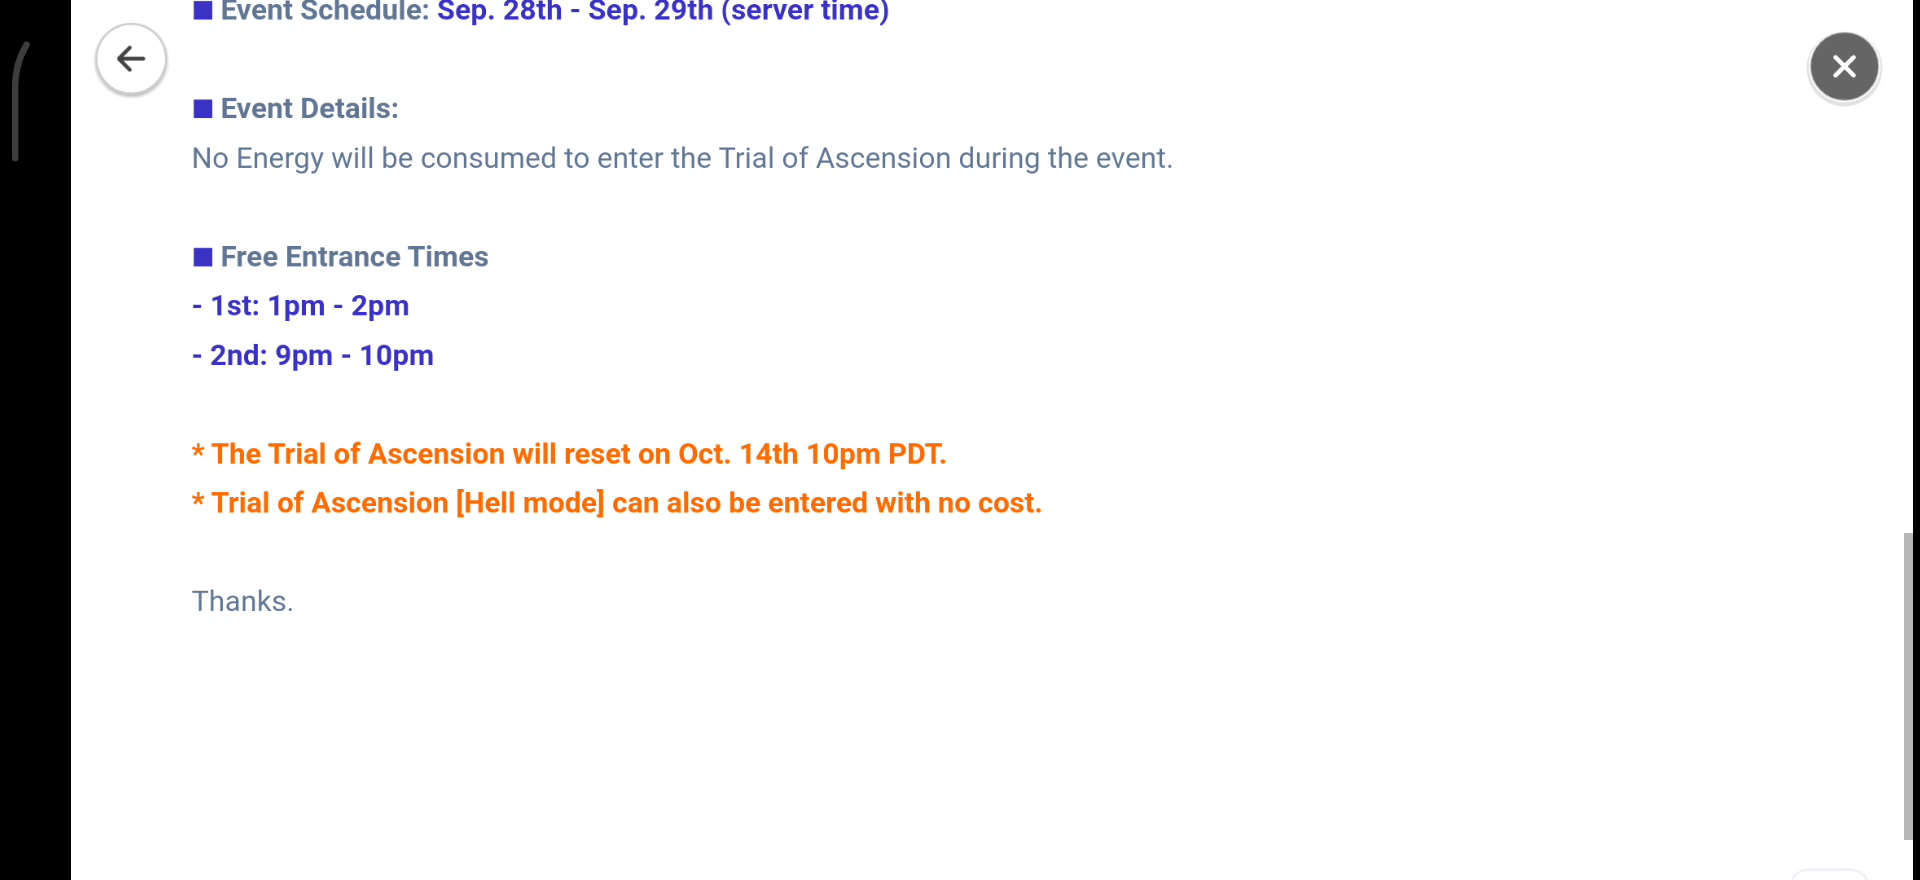 ■ Event Schedule: Sep. 28th - Sep. 29th (server time)
■ Event Details:
No Energy will be consumed to enter the Trial of Ascension during the event.
■ Free Entrance Times
- 1st: 1pm - 2pm
- 2nd: 9pm - 10pm
* The Trial of Ascension will reset on Oct. 14th 10pm PDT.
* Trial of Ascension [Hell mode] can also be entered with no cost.
Thanks.